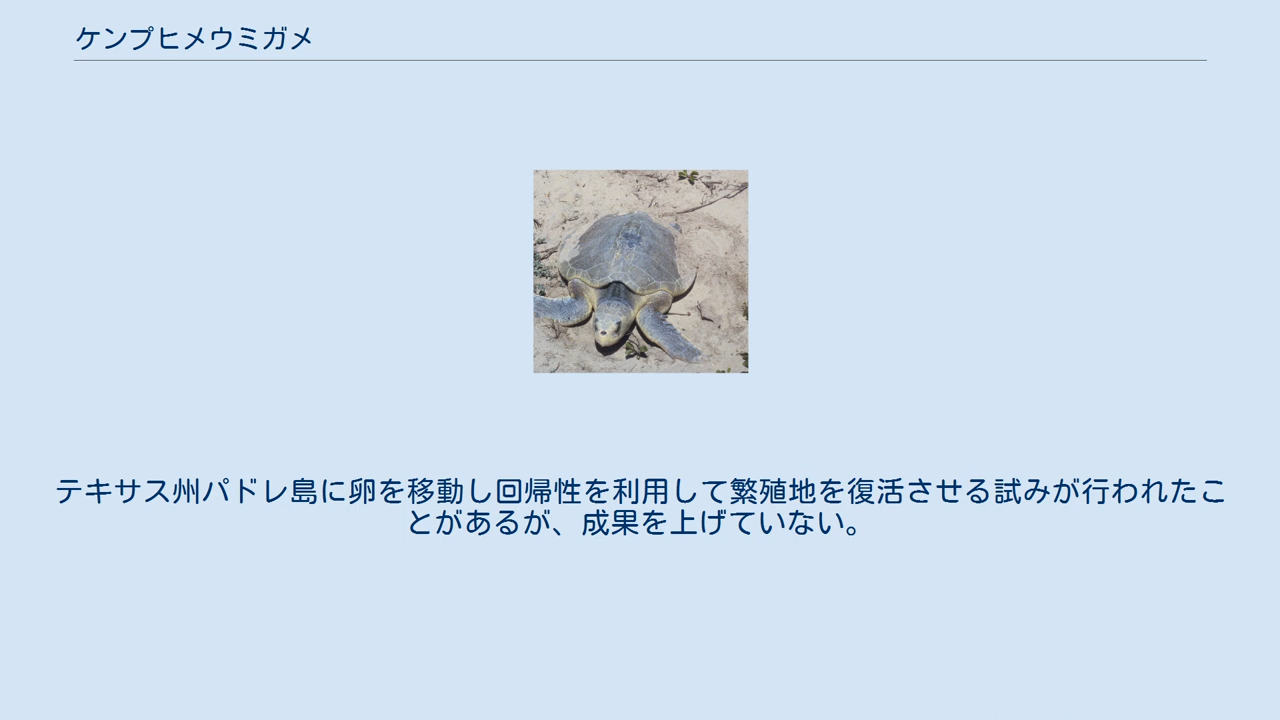 ケンプヒメウミガメ
テキサス州パドレ島に卵を移動し回帰性を利用して繁殖地を復活させる試みが行われたこ
とがあるが、成果を上げていない。